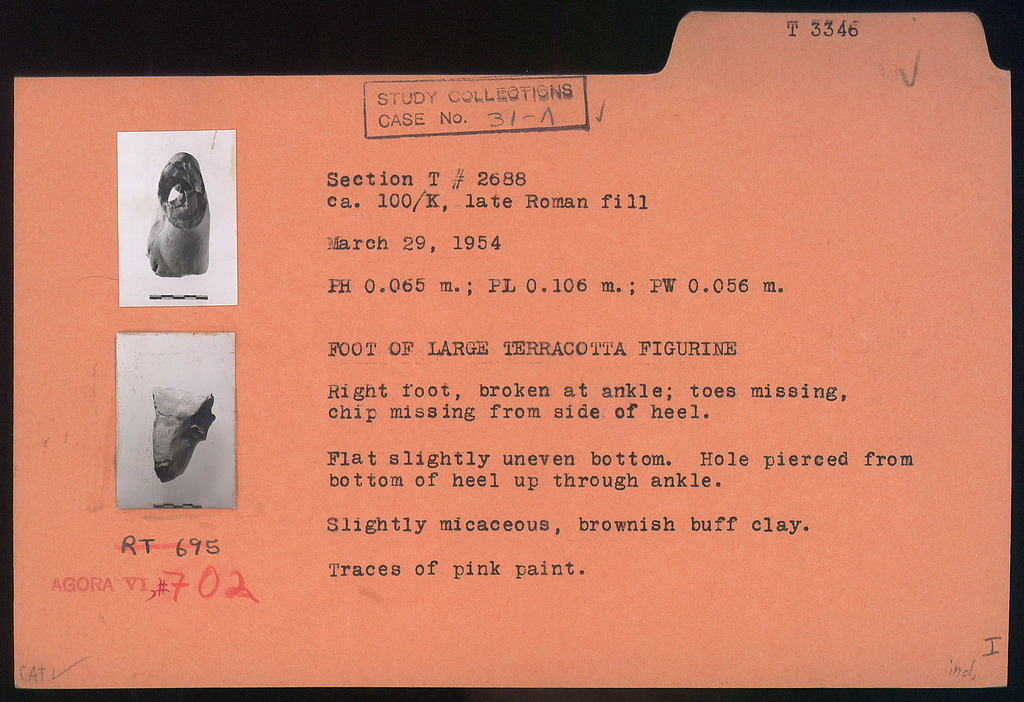 T 3346
STUDY COLLECTIONS
CASE No. 31-Λ
Section T # 2688
ca. 100/K, late Roman fill
March 29, 1954
PH 0.065 m.; PL 0.106 m.; PW 0.056 m.
FOOT OF LARGE TERRACOTTA FIGURINE
Right foot, broken at ankle; toes missing,
chip missing from side of heel.
Flat slightly uneven bottom. Hole pierced from
bottom of heel up through ankle.
Slightly micaceous, brownish buff clay.
Traces of pink paint.
RT 695
AGORA VI, #702
CAT ✓
I
ind.